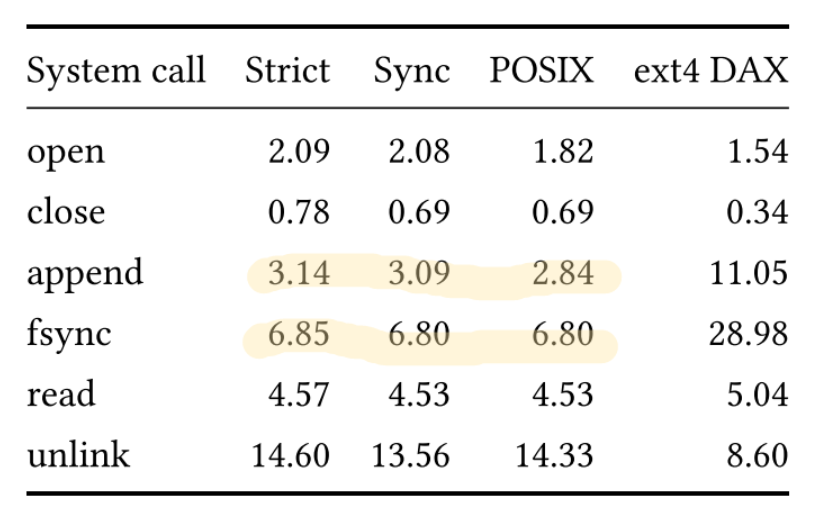 System call Strict Sync POSIX ext4 DAX
open 2.09 2.08 1.82 1.54
close 0.78 0.69 0.69 0.34
append 3.14 3.09 2.84 11.05
fsync 6.85 6.80 6.80 28.98
read 4.57 4.53 4.53 5.04
unlink 14.60 13.56 14.33 8.60